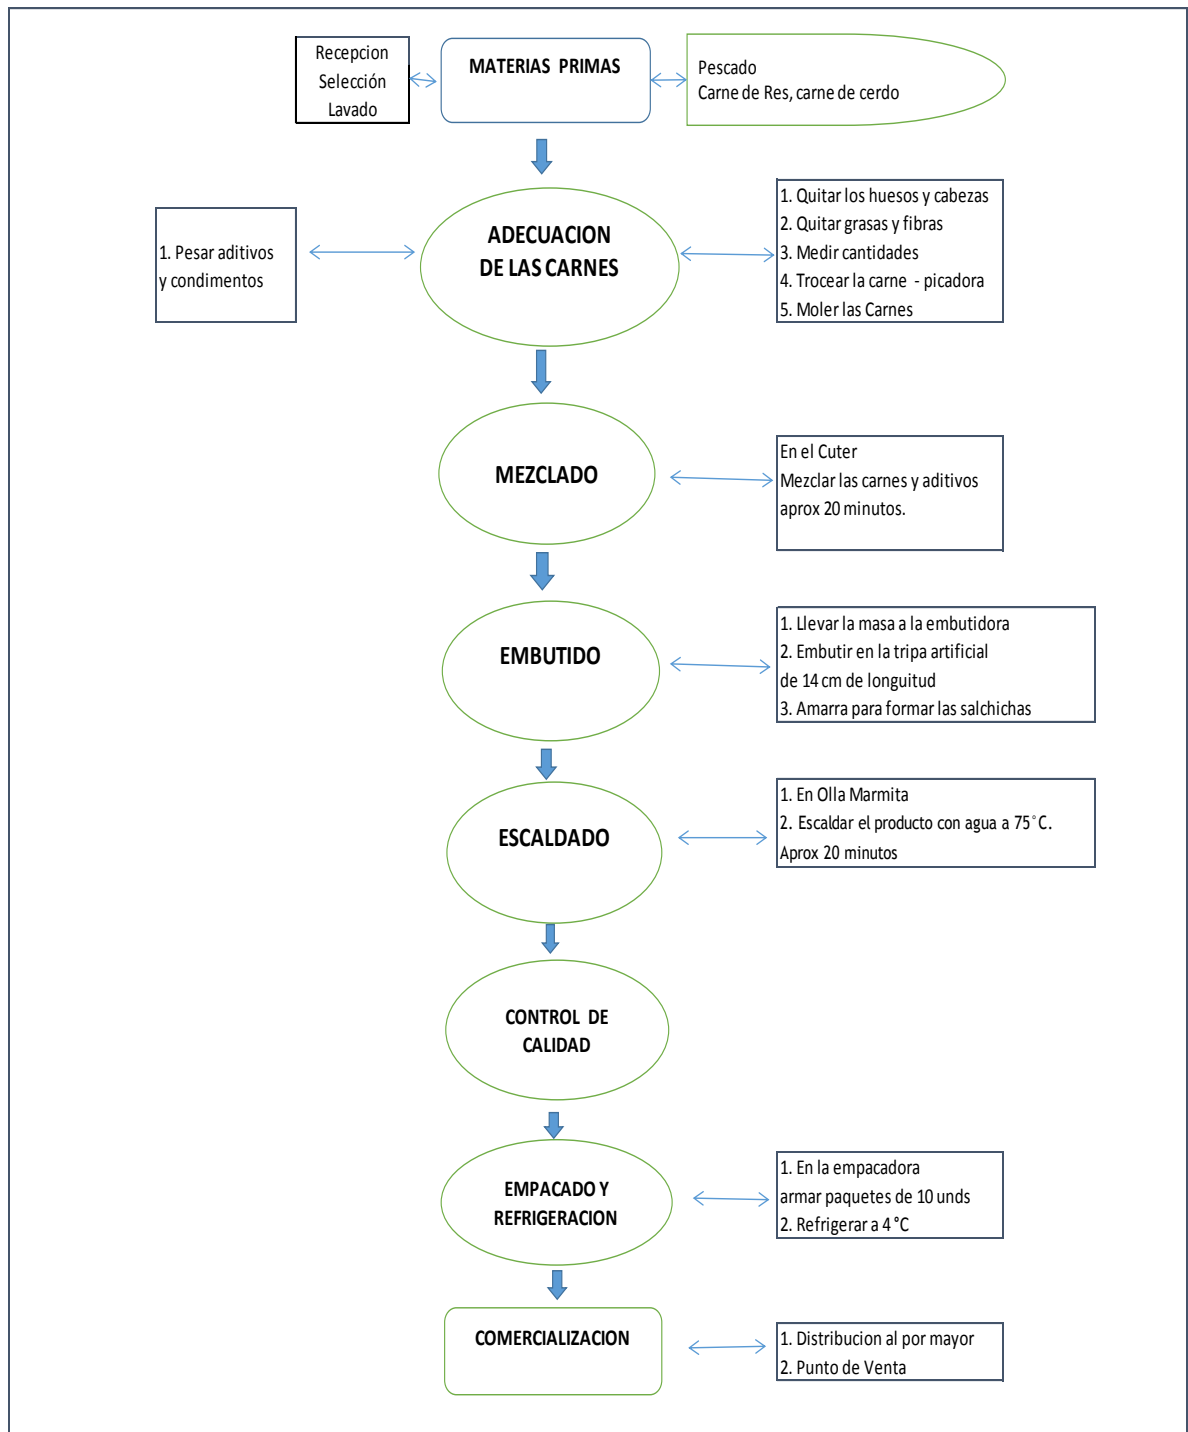 Recepcion
Selección
Lavado
MATERIAS PRIMAS
Pescado
Carne de Res, carne de cerdo
1. Pesar aditivos
y condimentos
ADECUACION
DE LAS CARNES
1. Quitar los huesos y cabezas
2. Quitar grasas y fibras
3. Medir cantidades
4. Trocear la carne - picadora
5. Moler las Carnes
MEZCLADO
En el Cuter
Mezclar las carnes y aditivos
aprox 20 minutos.
EMBUTIDO
1. Llevar la masa a la embutidora
2. Embutir en la tripa artificial
de 14 cm de longuitud
3. Amarra para formar las salchichas
ESCALDADO
1. En Olla Marmita
2. Escaldar el producto con agua a 75°C.
Aprox 20 minutos
CONTROL DE
CALIDAD
EMPACADO Y
REFRIGERACION
1. En la empacadora
armar paquetes de 10 unds
2. Refrigerar a 4 °C
COMERCIALIZACION
1. Distribucion al por mayor
2. Punto de Venta